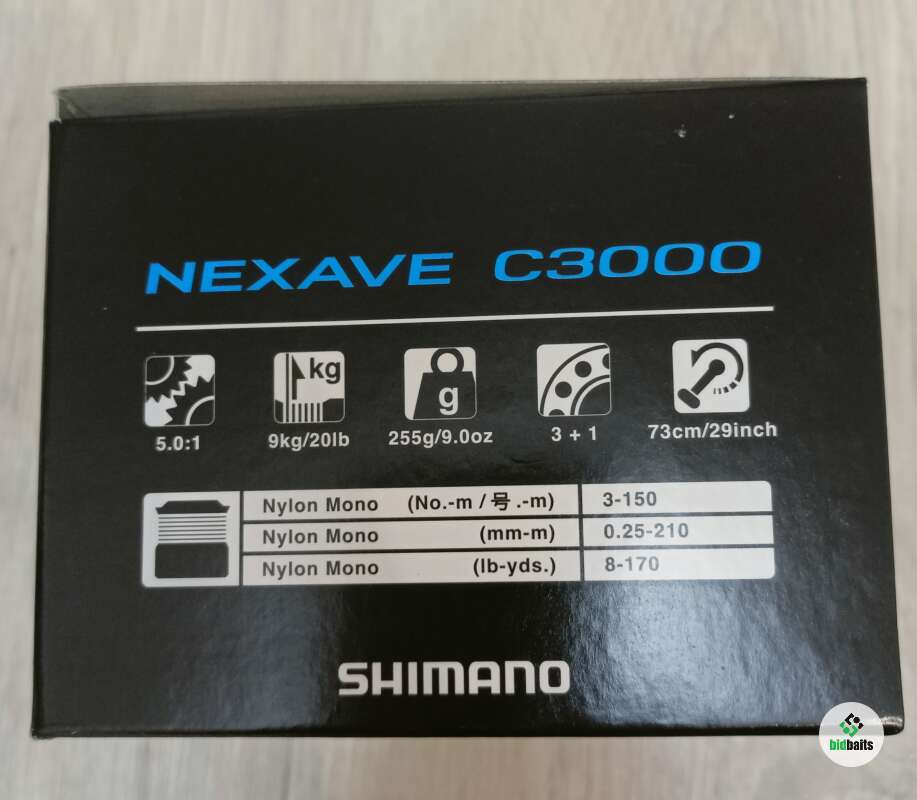 NEXAVE C3000
kg
g
5.0:1 9kg/20lb 255g/9.0oz 3 + 1 73cm/29inch
Nylon Mono (No.-m / 号.-m) 3-150
Nylon Mono (mm-m) 0.25-210
Nylon Mono (lb-yds.) 8-170
SHIMANO
bidbaits